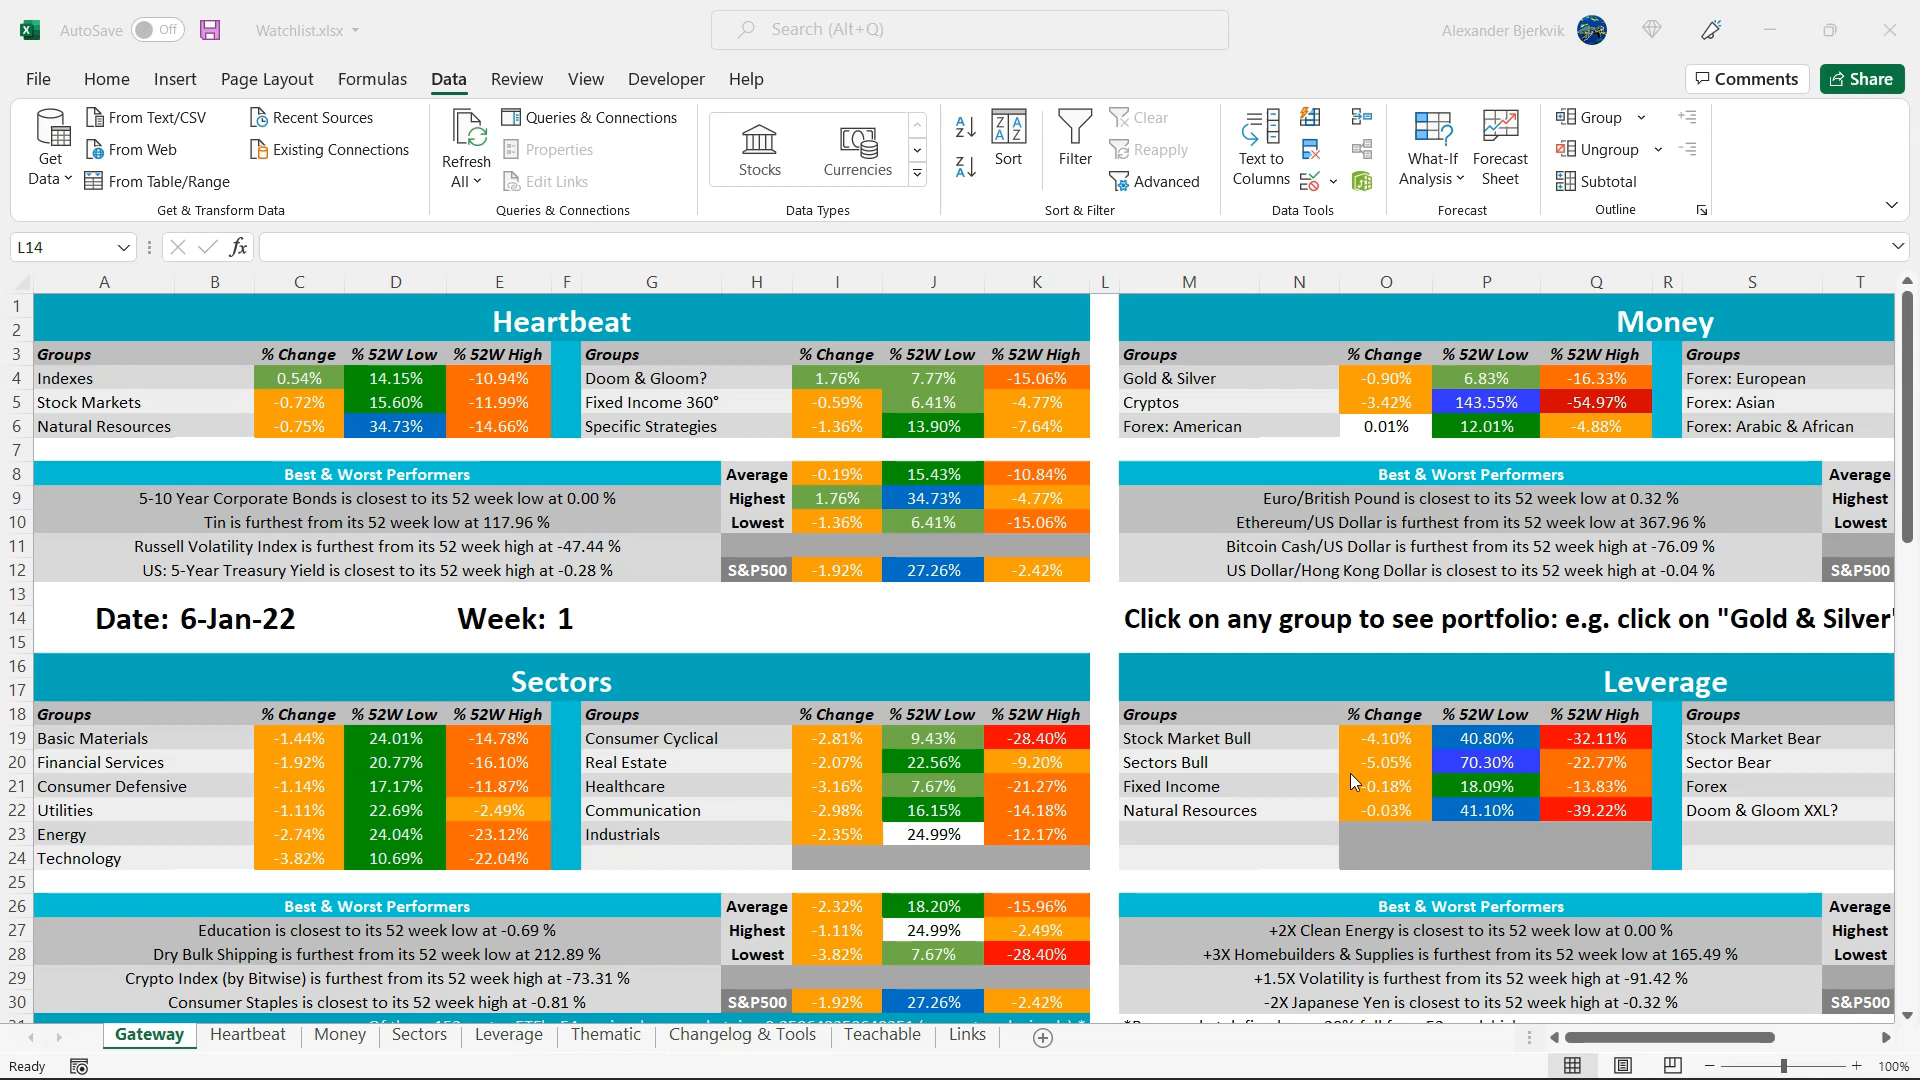 AutoSave Off Watchlist.xlsx Search (Alt+Q) Alexander Bjerkvik
File Home Insert Page Layout Formulas Data Review View Developer Help Comments Share
Get Data From Text/CSV From Web From Table/Range Recent Sources Existing Connections
Refresh All Queries & Connections Properties Edit Links
Stocks Currencies
Sort Filter Clear Reapply Advanced
Text to Columns What-If Analysis Forecast Sheet Group Ungroup Subtotal
Get & Transform Data Queries & Connections Data Types Sort & Filter Data Tools Forecast Outline
L14 fx
A B C D E F G H I J K L M N O P Q R S T
1
2 Heartbeat Money
3 Groups % Change % 52W Low % 52W High Groups % Change % 52W Low % 52W High Groups % Change % 52W Low % 52W High Groups
4 Indexes 0.54% 14.15% -10.94% Doom & Gloom? 1.76% 7.77% -15.06% Gold & Silver -0.90% 6.83% -16.33% Forex: European
5 Stock Markets -0.72% 15.60% -11.99% Fixed Income 360° -0.59% 6.41% -4.77% Cryptos -3.42% 143.55% -54.97% Forex: Asian
6 Natural Resources -0.75% 34.73% -14.66% Specific Strategies -1.36% 13.90% -7.64% Forex: American 0.01% 12.01% -4.88% Forex: Arabic & African
7
8 Best & Worst Performers Average -0.19% 15.43% -10.84% Best & Worst Performers Average
9 5-10 Year Corporate Bonds is closest to its 52 week low at 0.00 % Highest 1.76% 34.73% -4.77% Euro/British Pound is closest to its 52 week low at 0.32 % Highest
10 Tin is furthest from its 52 week low at 117.96 % Lowest -1.36% 6.41% -15.06% Ethereum/US Dollar is furthest from its 52 week low at 367.96 % Lowest
11 Russell Volatility Index is furthest from its 52 week high at -47.44 % Bitcoin Cash/US Dollar is furthest from its 52 week high at -76.09 %
12 US: 5-Year Treasury Yield is closest to its 52 week high at -0.28 % S&P500 -1.92% 27.26% -2.42% US Dollar/Hong Kong Dollar is closest to its 52 week high at -0.04 % S&P500
13
14 Date: 6-Jan-22 Week: 1 Click on any group to see portfolio: e.g. click on "Gold & Silver'
15
16
17 Sectors Leverage
18 Groups % Change % 52W Low % 52W High Groups % Change % 52W Low % 52W High Groups % Change % 52W Low % 52W High Groups
19 Basic Materials -1.44% 24.01% -14.78% Consumer Cyclical -2.81% 9.43% -28.40% Stock Market Bull -4.10% 40.80% -32.11% Stock Market Bear
20 Financial Services -1.92% 20.77% -16.10% Real Estate -2.07% 22.56% -9.20% Sectors Bull -5.05% 70.30% -22.77% Sector Bear
21 Consumer Defensive -1.14% 17.17% -11.87% Healthcare -3.16% 7.67% -21.27% Fixed Income -0.18% 18.09% -13.83% Forex
22 Utilities -1.11% 22.69% -2.49% Communication -2.98% 16.15% -14.18% Natural Resources -0.03% 41.10% -39.22% Doom & Gloom XXL?
23 Energy -2.74% 24.04% -23.12% Industrials -2.35% 24.99% -12.17%
24 Technology -3.82% 10.69% -22.04%
25
26 Best & Worst Performers Average -2.32% 18.20% -15.96% Best & Worst Performers Average
27 Education is closest to its 52 week low at -0.69 % Highest -1.11% 24.99% -2.49% +2X Clean Energy is closest to its 52 week low at 0.00 % Highest
28 Dry Bulk Shipping is furthest from its 52 week low at 212.89 % Lowest -3.82% 7.67% -28.40% +3X Homebuilders & Supplies is furthest from its 52 week low at 165.49 % Lowest
29 Crypto Index (by Bitwise) is furthest from its 52 week high at -73.31 % +1.5X Volatility is furthest from its 52 week high at -91.42 %
30 Consumer Staples is closest to its 52 week high at -0.81 % S&P500 -1.92% 27.26% -2.42% -2X Japanese Yen is closest to its 52 week high at -0.32 % S&P500
Gateway Heartbeat Money Sectors Leverage Thematic Changelog & Tools Teachable Links
Ready 100%